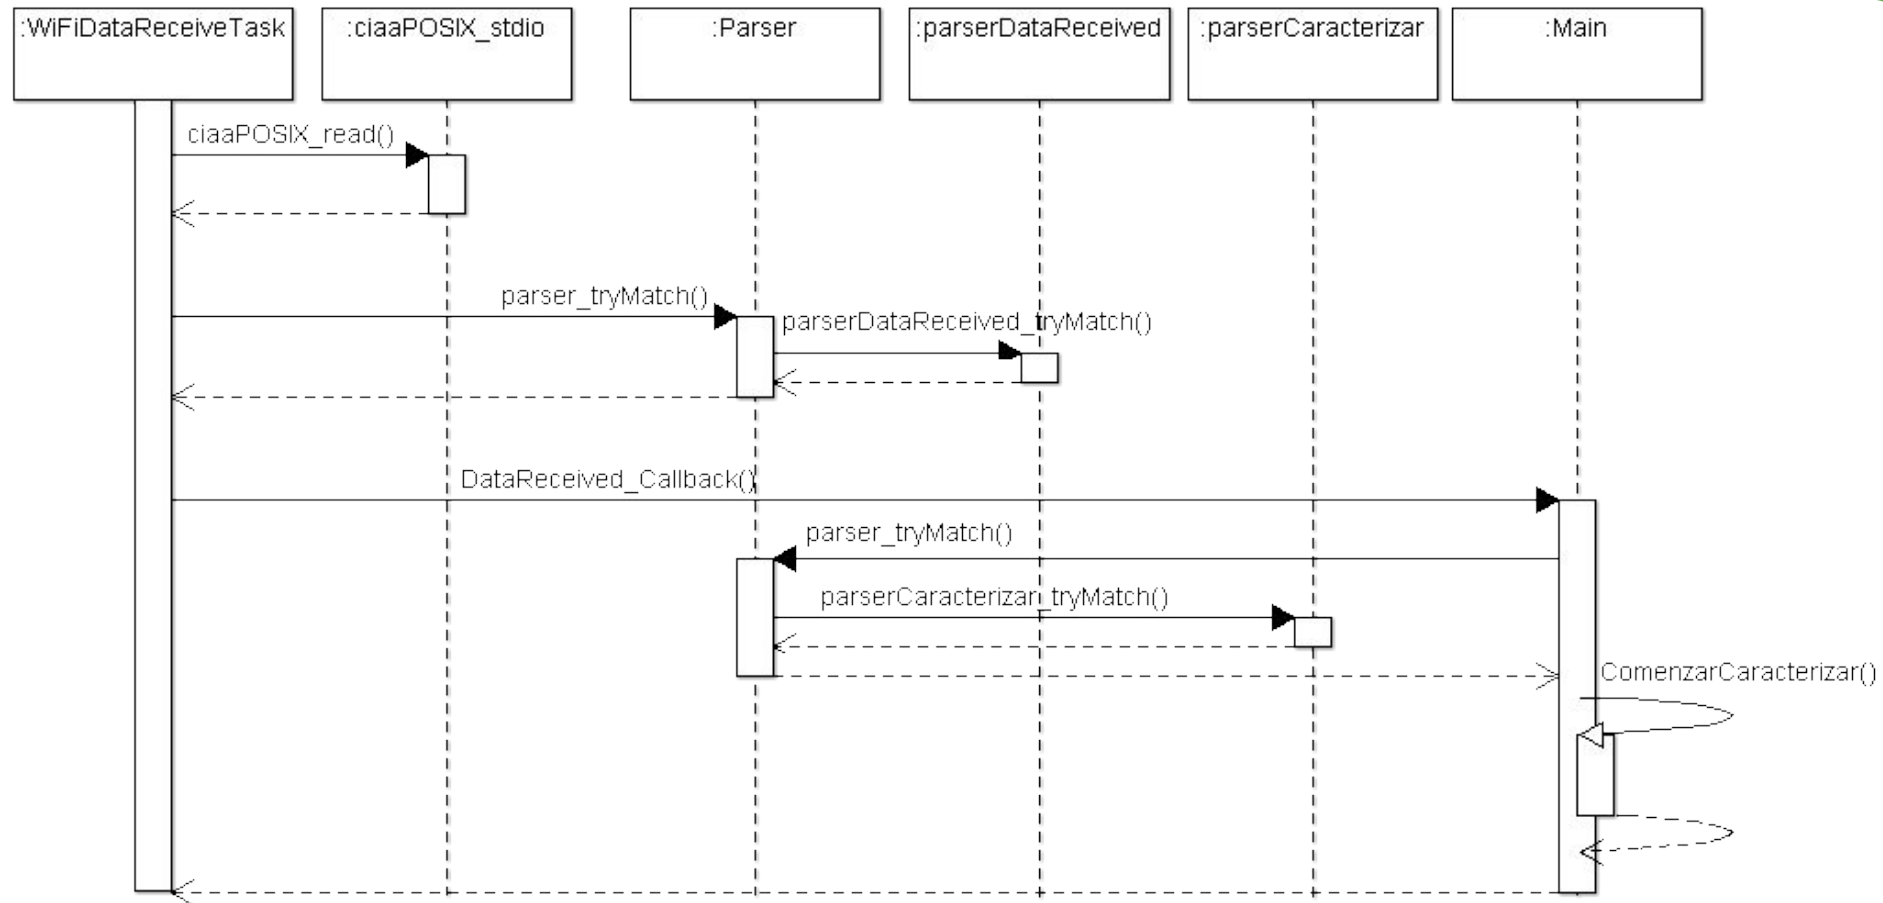 :WiFiDataReceiveTask
:ciaaPOSIX_stdio
:Parser
:parserDataReceived
:parserCaracterizar
:Main
ciaaPOSIX_read()
parser_tryMatch()
parserDataReceived_tryMatch()
DataReceived_Callback()
parser_tryMatch()
parserCaracterizar_tryMatch()
ComenzarCaracterizar()